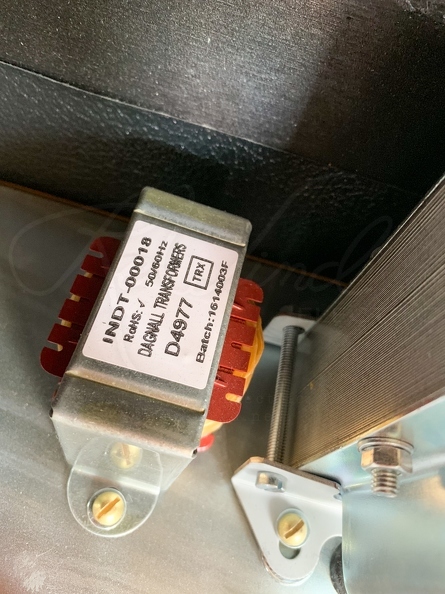 INDT-00018
RoHS:✓ 50/60Hz
DAGNALL TRANSFORMERS
D4977 TRX
Batch:1614003F